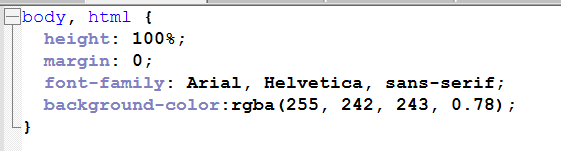 body, html {
  height: 100%;
  margin: 0;
  font-family: Arial, Helvetica, sans-serif;
  background-color:rgba(255, 242, 243, 0.78);
}